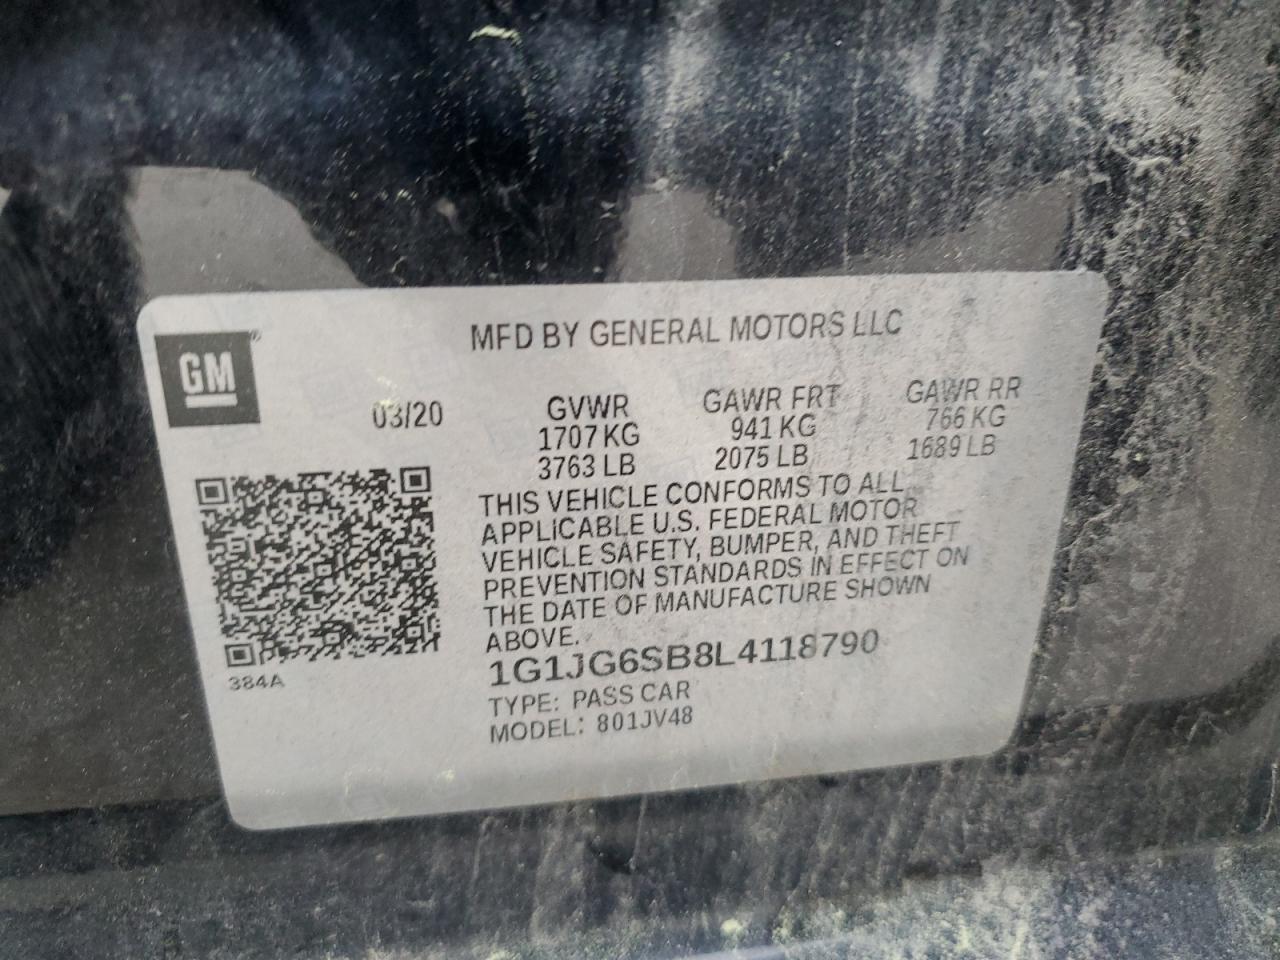 MFD BY GENERAL MOTORS LLC
GM ®
03/20
GVWR GAWR FRT GAWR RR
1707 KG 941 KG 766 KG
3763 LB 2075 LB 1689 LB
THIS VEHICLE CONFORMS TO ALL
APPLICABLE U.S. FEDERAL MOTOR
VEHICLE SAFETY, BUMPER, AND THEFT
PREVENTION STANDARDS IN EFFECT ON
THE DATE OF MANUFACTURE SHOWN
ABOVE.
1G1JG6SB8L4118790
384A
TYPE: PASS CAR
MODEL: 801JV48